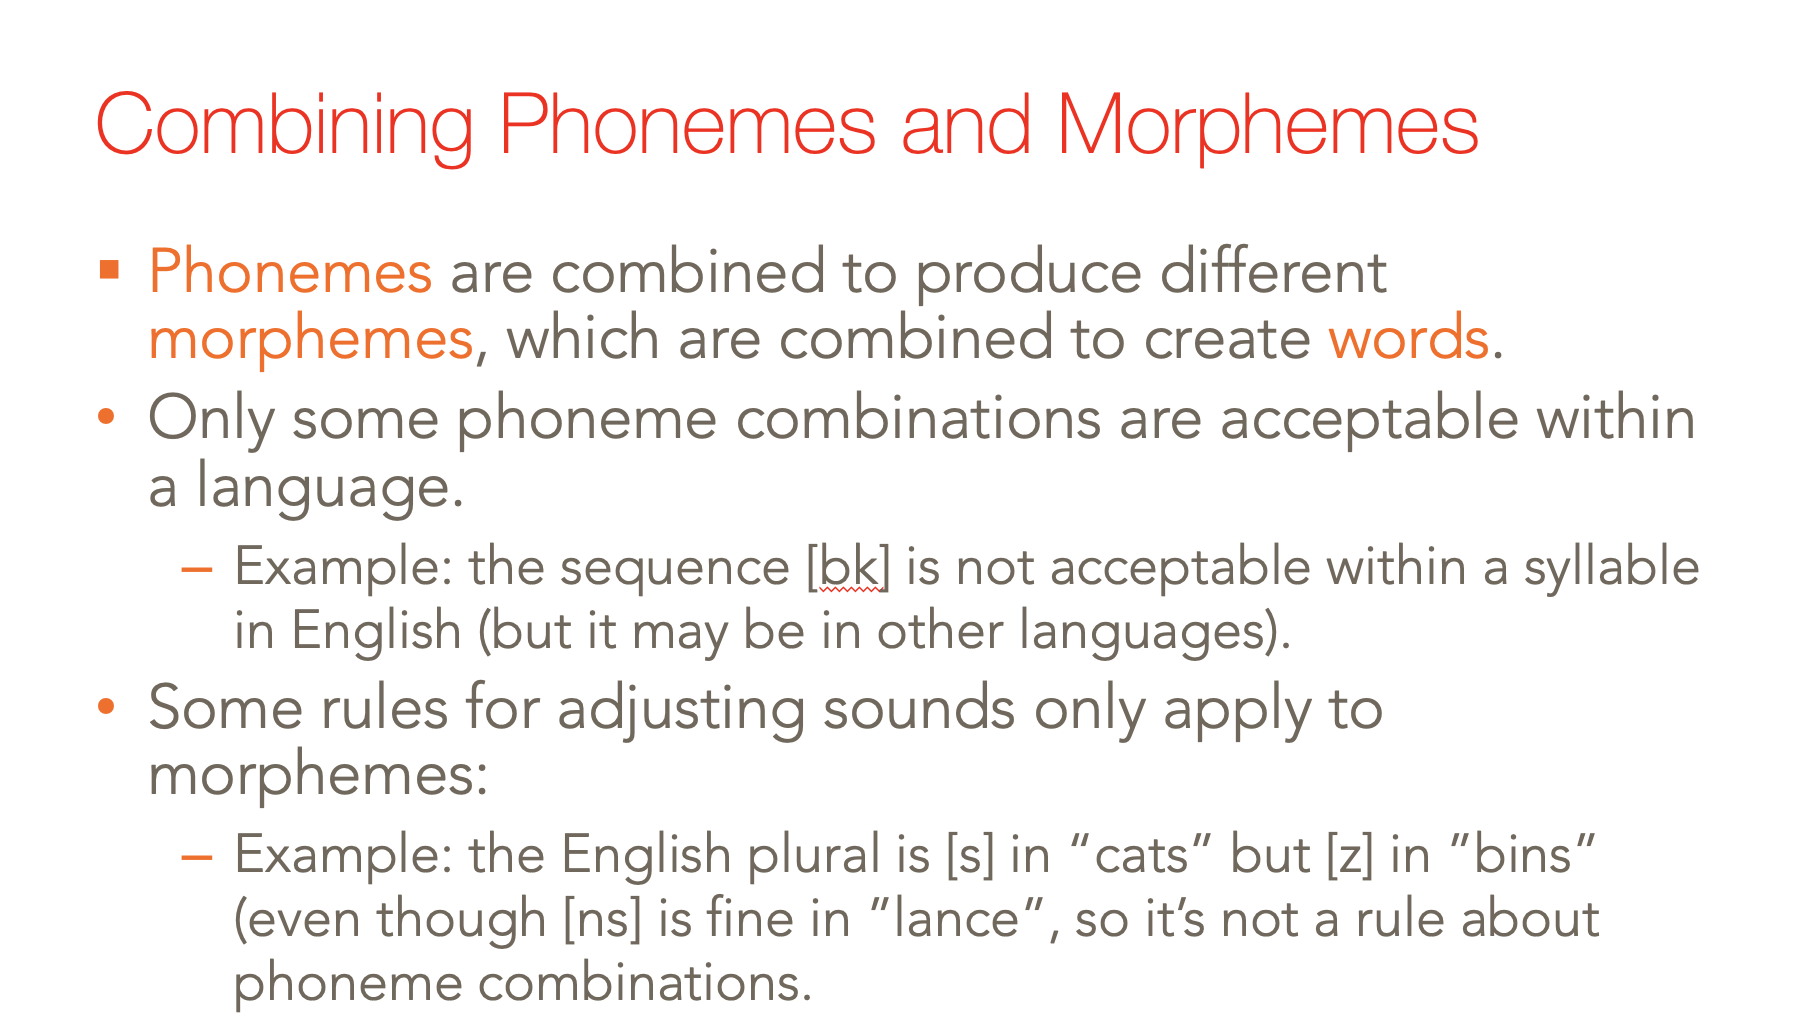 Combining Phonemes and Morphemes
▪ Phonemes are combined to produce different
morphemes, which are combined to create words.
• Only some phoneme combinations are acceptable within
a language.
– Example: the sequence [bk] is not acceptable within a syllable
in English (but it may be in other languages).
• Some rules for adjusting sounds only apply to
morphemes:
– Example: the English plural is [s] in “cats” but [z] in ”bins”
(even though [ns] is fine in ”lance”, so it’s not a rule about
phoneme combinations.